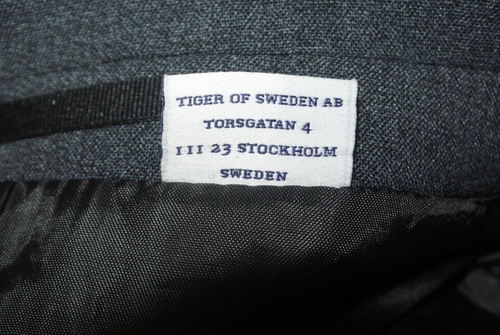 TIGER OF SWEDEN AB
TORSGATAN 4
111 23 STOCKHOLM
SWEDEN